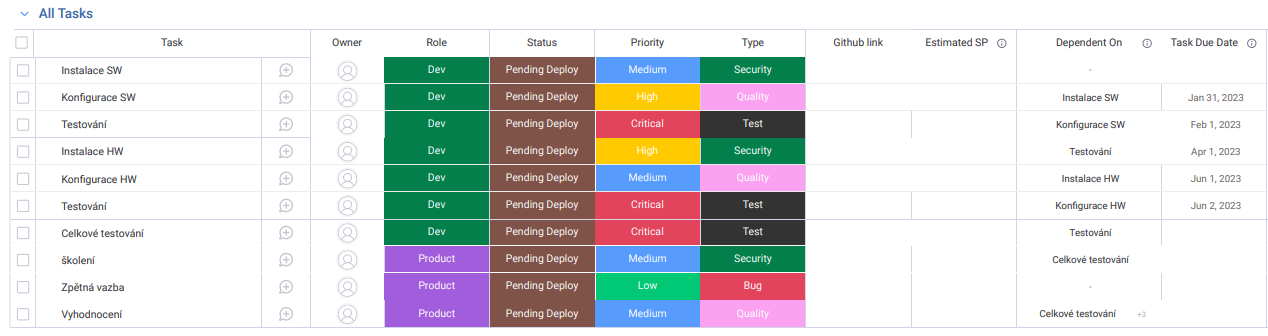 All Tasks
Task Owner Role Status Priority Type Github link Estimated SP Dependent On Task Due Date
Instalace SW Dev Pending Deploy Medium Security -
Konfigurace SW Dev Pending Deploy High Quality Instalace SW Jan 31, 2023
Testování Dev Pending Deploy Critical Test Konfigurace SW Feb 1, 2023
Instalace HW Dev Pending Deploy High Security Testování Apr 1, 2023
Konfigurace HW Dev Pending Deploy Medium Quality Instalace HW Jun 1, 2023
Testování Dev Pending Deploy Critical Test Konfigurace HW Jun 2, 2023
Celkové testování Dev Pending Deploy Critical Test Testování
školení Product Pending Deploy Medium Security Celkové testování
Zpětná vazba Product Pending Deploy Low Bug -
Vyhodnocení Product Pending Deploy Medium Quality Celkové testování +3